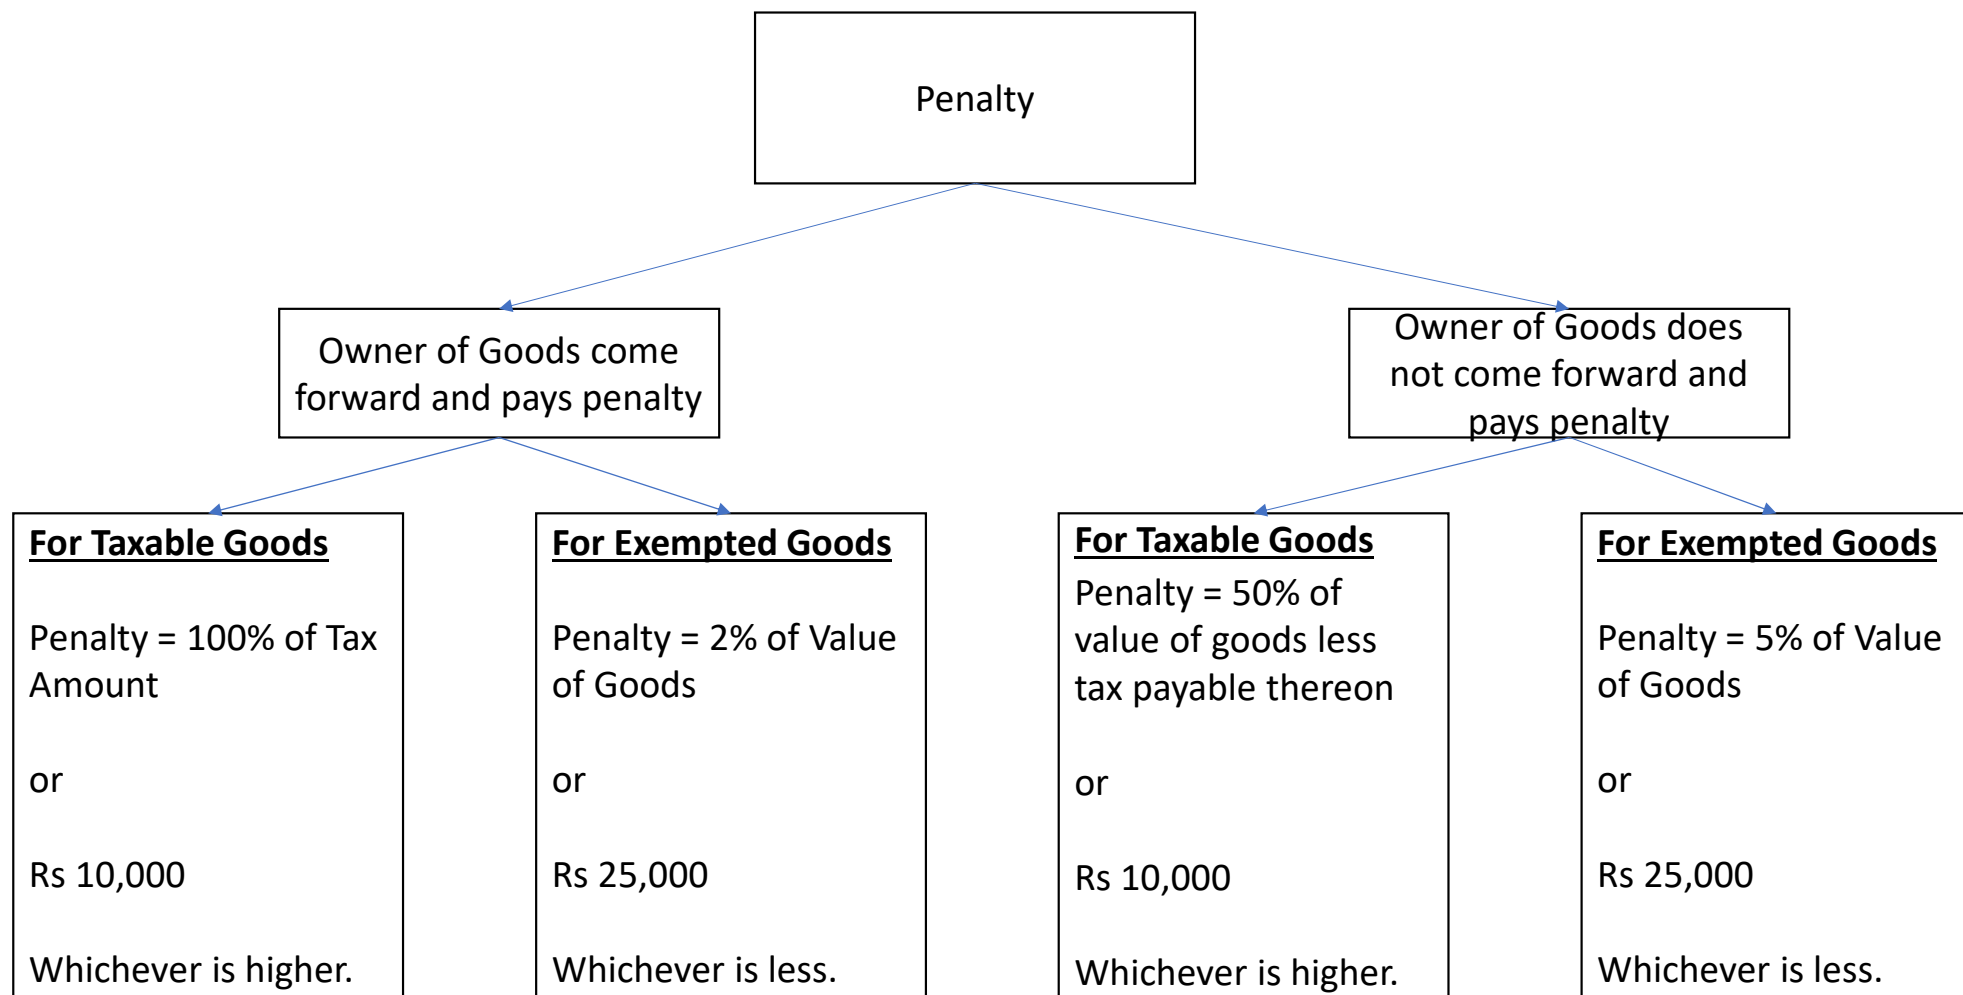 Penalty
Owner of Goods come
forward and pays penalty
Owner of Goods does
not come forward and
pays penalty
For Taxable Goods
Penalty = 100% of Tax
Amount
or
Rs 10,000
Whichever is higher.
For Exempted Goods
Penalty = 2% of Value
of Goods
or
Rs 25,000
Whichever is less.
For Taxable Goods
Penalty = 50% of
value of goods less
tax payable thereon
or
Rs 10,000
Whichever is higher.
For Exempted Goods
Penalty = 5% of Value
of Goods
or
Rs 25,000
Whichever is less.